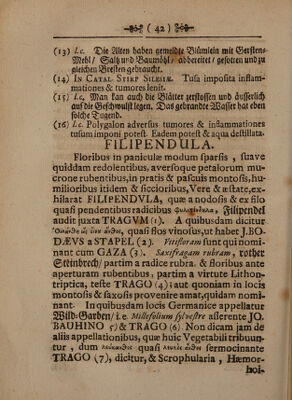 ( 42 )
(13) l.c. Die Alten haben gemeldte Blümlein mit Gersten-
Mehl / Saltz und Baumöhl / abbereitet / gesotten und zu
gleichen Bresten gebraucht.
(14) IN CATAL STIRP SILESIÆ. Tusa imposita inflam-
mationes & tumores lenit.
(15) l.c. Man kan auch die Blätter zerstossen und äusserlich
auf die Geschwulst legen. Das gebrandte Wasser hat eben
solche Tugend.
(16) l.c. Polygalon adversus tumores & inflammationes
tusum imponi potest. Eadem potest & aqua destillata.
FILIPENDULA.
Floribus in paniculæ modum sparsis, suave
quiddam redolentibus, aversoque petalorum mu-
crone rubentibus, in pratis & pascuis montosis, hu-
milioribus itidem & siccioribus, Vere & æstate, ex-
hilarat FILIPENDVLA, quæ a nodosis & ex filo
quasi pendentibus radicibus Filipendel
audit juxta TRAGUM (1). A quibusdam dicitur
quasi flos vinosus, ut habet J. BO-
DÆUS a STAPEL (2). Vitifloram sunt qui nomi-
nant cum GAZA (3). Saxifragam rubram, rother
Steinbrech / partim a radice rubra, & floribus ante
aperturam rubentibus, partim a virtute Lithon-
triptica, teste TRAGO (4): aut quoniam in locis
montosis & saxosis provenire amat, quidam nomi-
nant. In quibusdam locis Germanice appellatur
Wild-Garben / i.e. Millefolium sylvestre asserente JO.
BAUHINO (5) & TRAGO (6). Non dicam jam de
aliis appellationibus, quæ huic Vegetabili tribuun-
tur, dum quasi sermocinante
TRAGO (7), dicitur, & Scrophularia, Hæmor-
hoi-